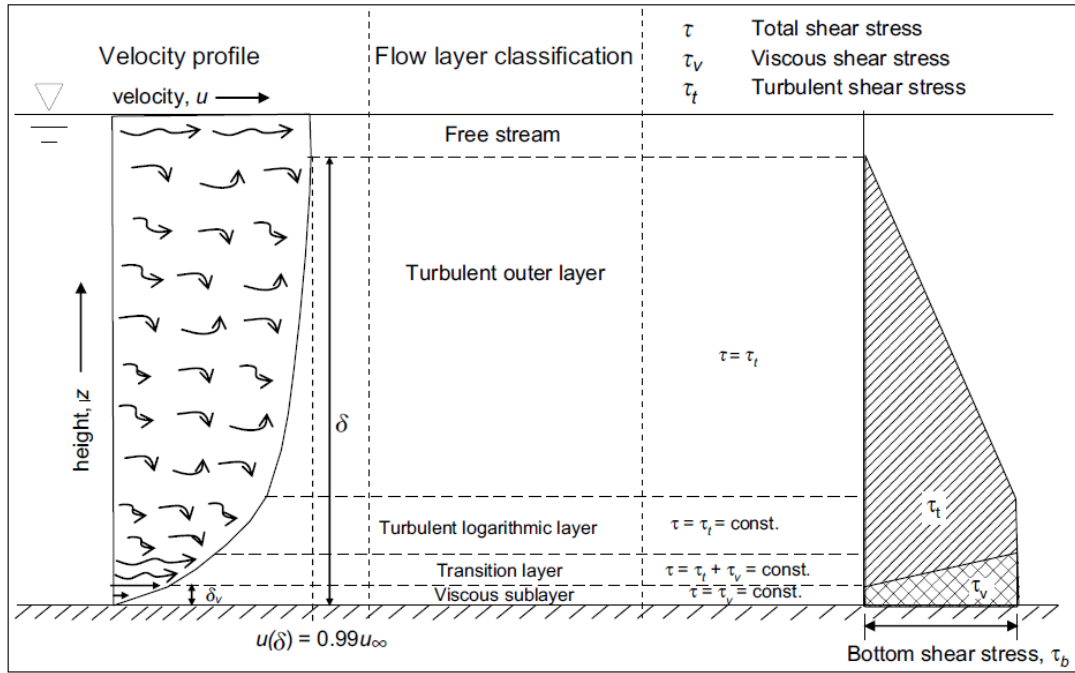 τ Total shear stress
Velocity profile Flow layer classification τv Viscous shear stress
τt Turbulent shear stress
velocity, u
Free stream
Turbulent outer layer
τ = τt
height, z
δ
τt
Turbulent logarithmic layer τ = τt = const.
Transition layer τ = τt + τv = const.
δv Viscous sublayer τ = τv = const. τv
u(δ) = 0.99u∞
Bottom shear stress, τb